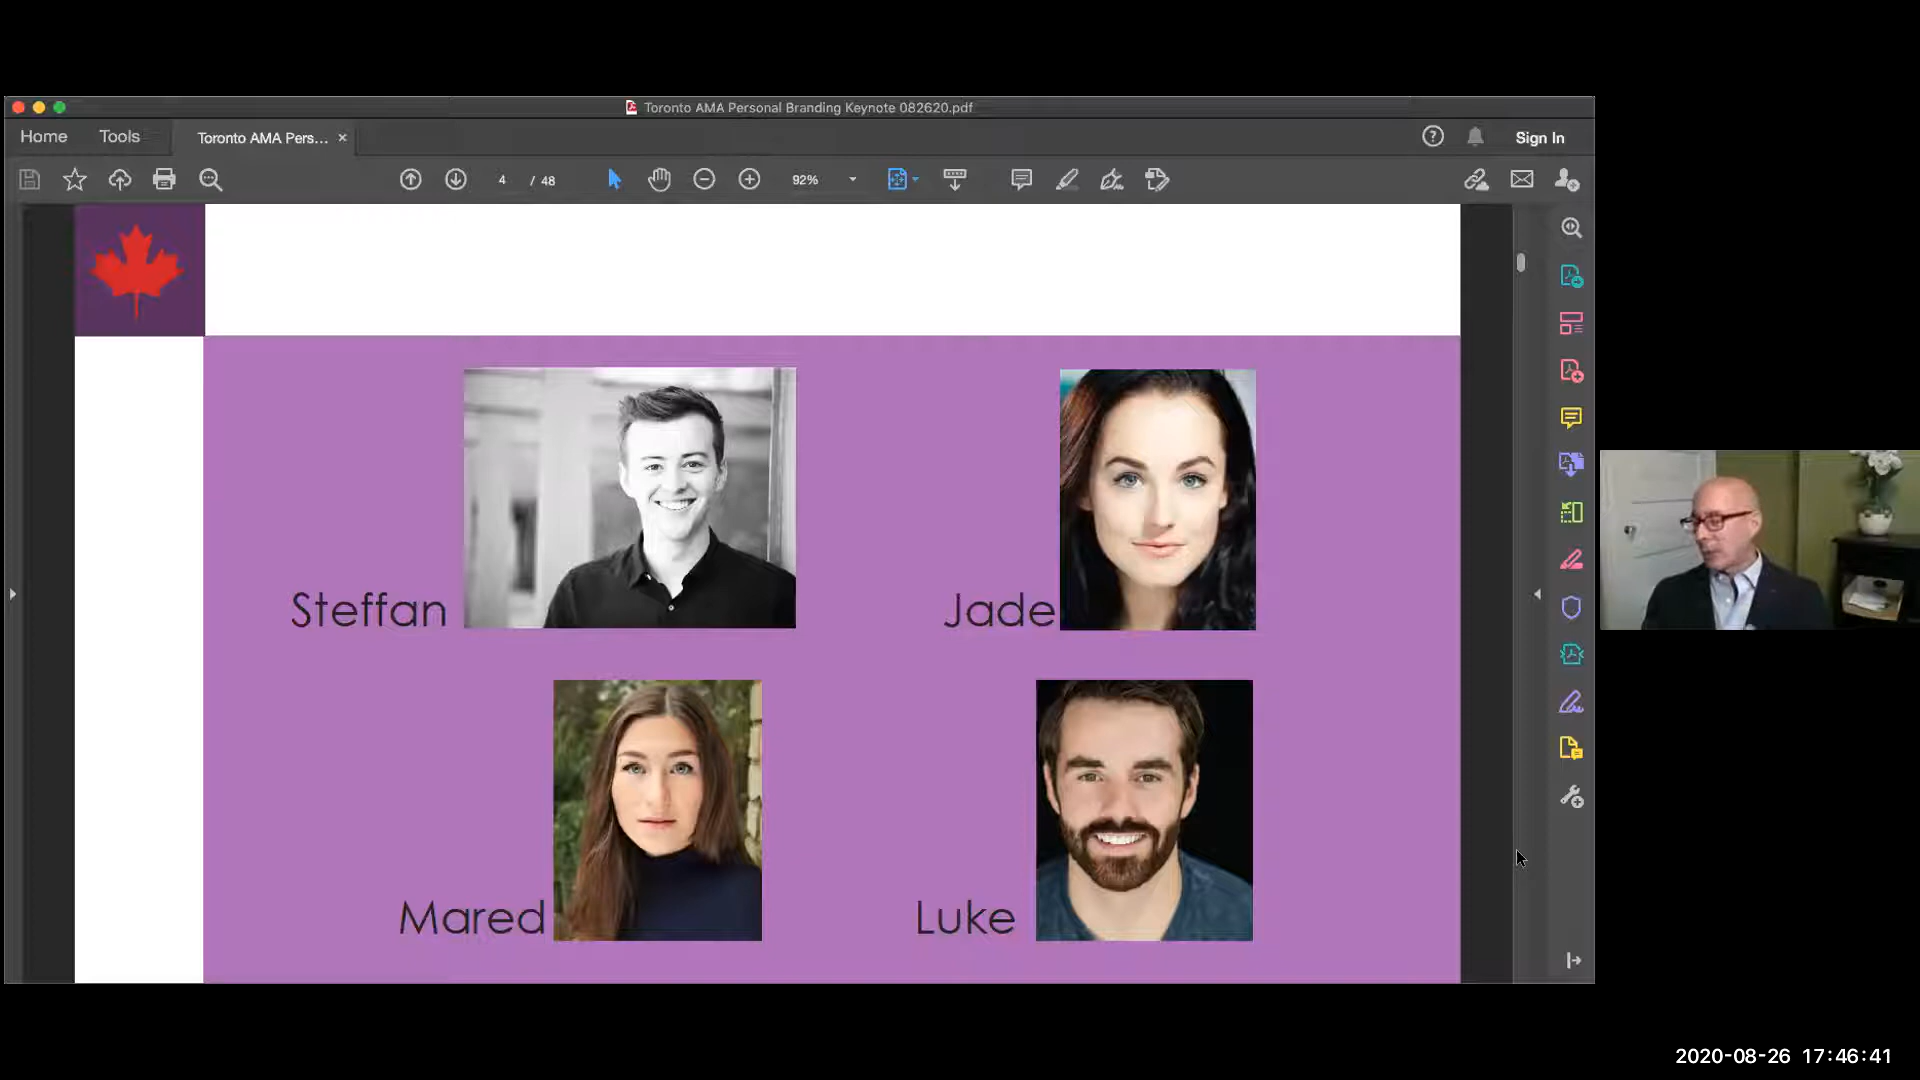 Toronto AMA Personal Branding Keynote 082620.pdf
Home Tools Toronto AMA Pers... × Sign In
4 / 48 92%
Steffan Jade
Mared Luke
2020-08-26 17:46:41